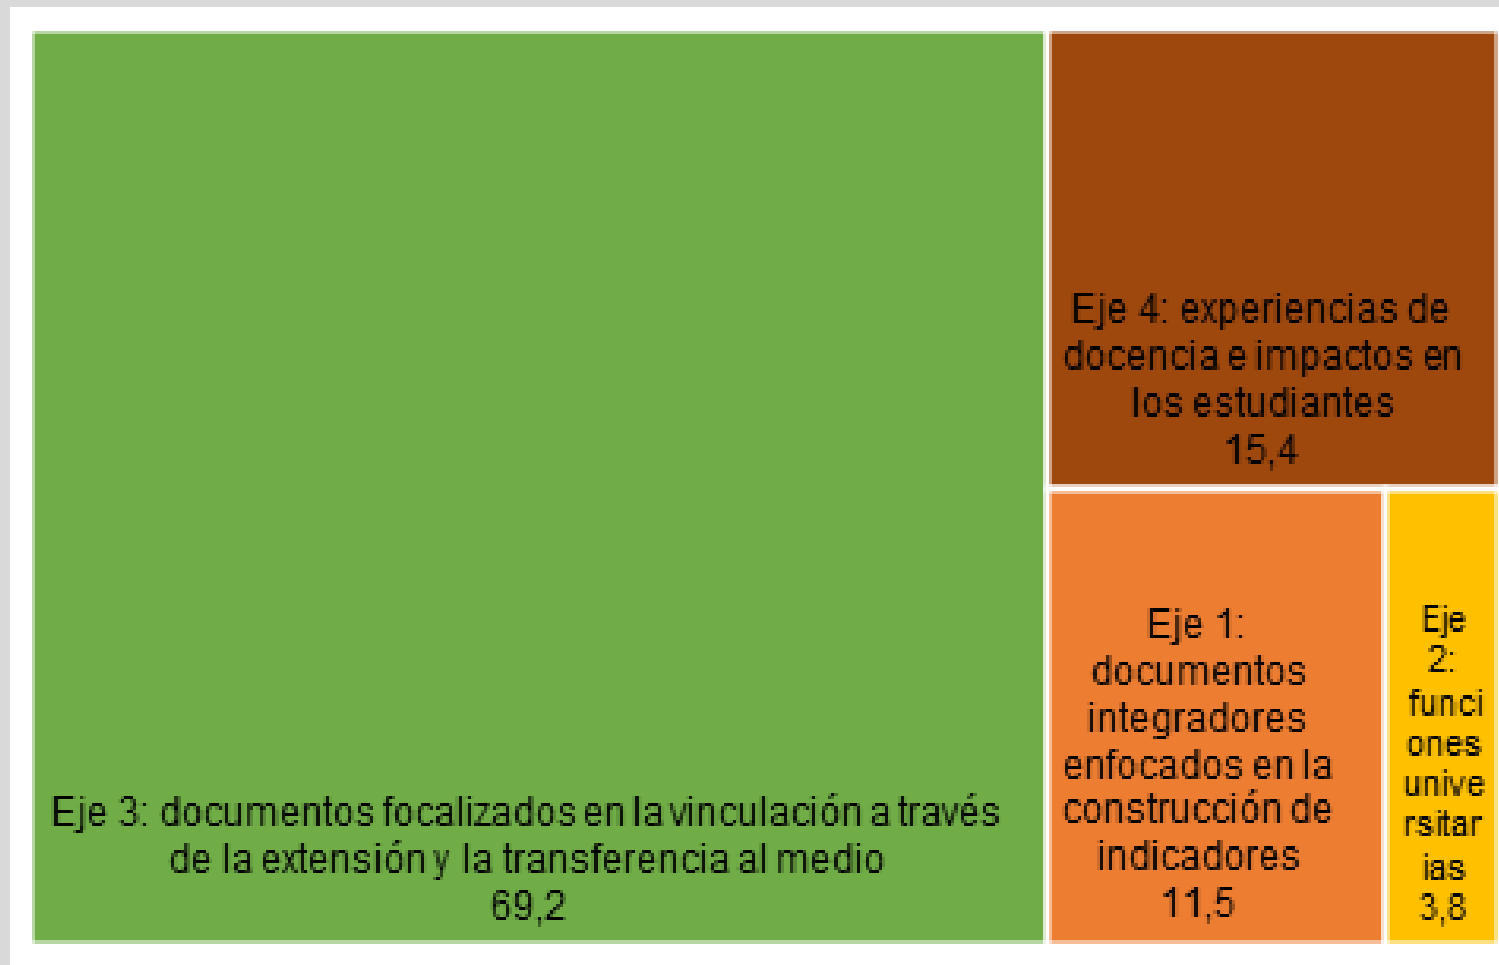 Eje 3: documentos focalizados en la vinculación a través
de la extensión y la transferencia al medio
69,2
Eje 4: experiencias de
docencia e impactos en
los estudiantes
15,4
Eje 1:
documentos
integradores
enfocados en la
construcción de
indicadores
11,5
Eje
2:
funci
ones
unive
rsitar
ias
3,8